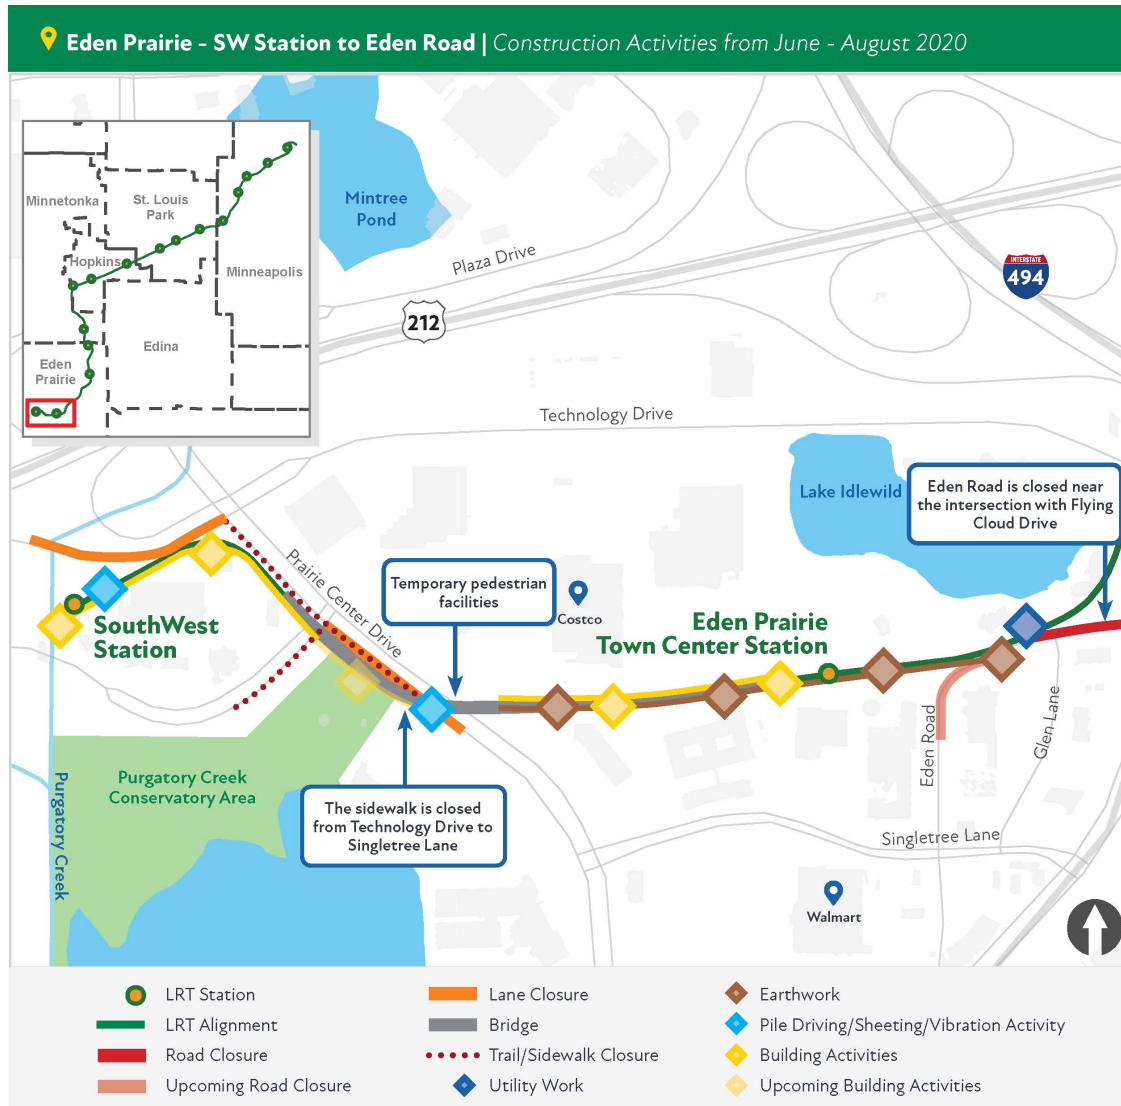 Eden Prairie - SW Station to Eden Road | Construction Activities from June - August 2020
Minnetonka
St. Louis
Park
Hopkins
Minneapolis
Edina
Eden
Prairie
Mintree
Pond
Plaza Drive
212
INTERSTATE
494
Technology Drive
Lake Idlewild
Eden Road is closed near
the intersection with Flying
Cloud Drive
Prairie Center Drive
Temporary pedestrian
facilities
Costco
Eden Prairie
Town Center Station
SouthWest
Station
Eden Road
Glen Lane
Purgatory Creek
Conservatory Area
Purgatory Creek
The sidewalk is closed
from Technology Drive to
Singletree Lane
Singletree Lane
Walmart
LRT Station
LRT Alignment
Road Closure
Upcoming Road Closure
Lane Closure
Bridge
Trail/Sidewalk Closure
Utility Work
Earthwork
Pile Driving/Sheeting/Vibration Activity
Building Activities
Upcoming Building Activities